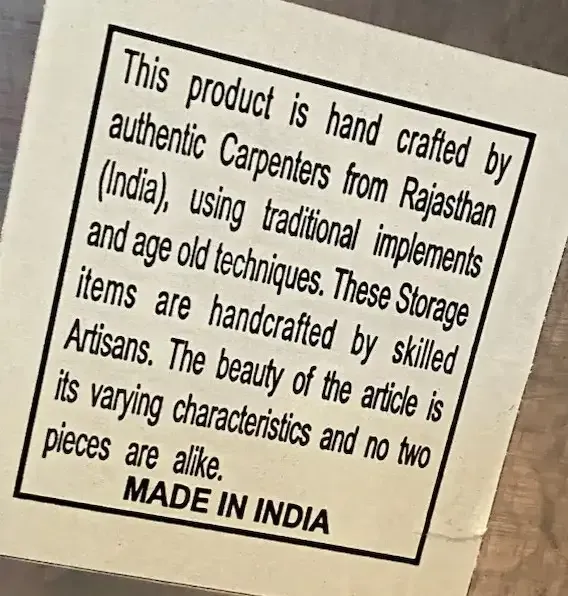 This product is hand crafted by
authentic Carpenters from Rajasthan
(India), using traditional implements
and age old techniques. These Storage
items are handcrafted by skilled
Artisans. The beauty of the article is
its varying characteristics and no two
pieces are alike.
MADE IN INDIA